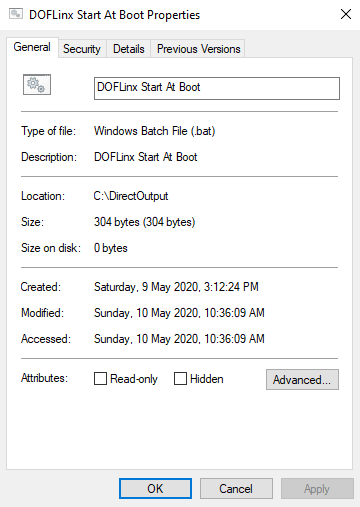 DOFLinx Start At Boot Properties
General Security Details Previous Versions
DOFLinx Start At Boot
Type of file: Windows Batch File (.bat)
Description: DOFLinx Start At Boot
Location: C:\DirectOutput
Size: 304 bytes (304 bytes)
Size on disk: 0 bytes
Created: Saturday, 9 May 2020, 3:12:24 PM
Modified: Sunday, 10 May 2020, 10:36:09 AM
Accessed: Sunday, 10 May 2020, 10:36:09 AM
Attributes: Read-only Hidden Advanced...
OK Cancel Apply